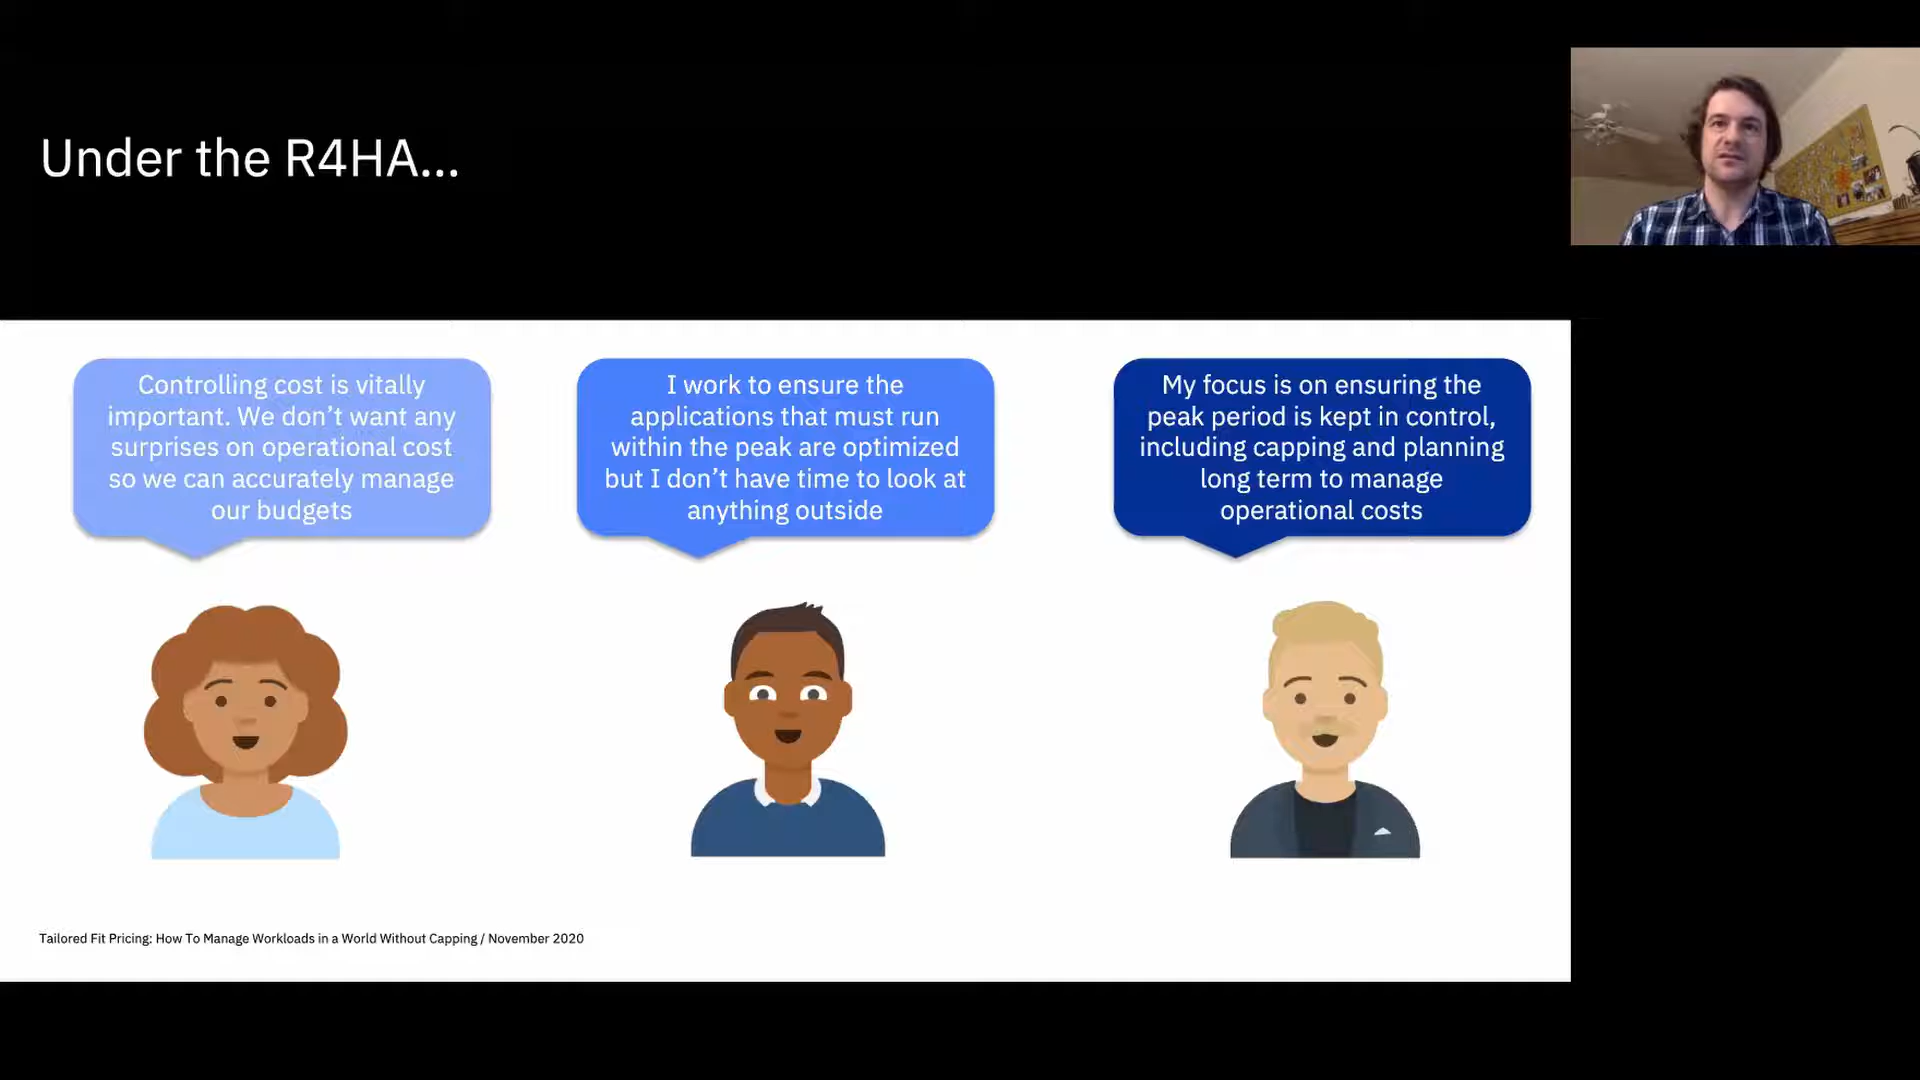 Under the R4HA...
Controlling cost is vitally
important. We don't want any
surprises on operational cost
so we can accurately manage
our budgets
I work to ensure the
applications that must run
within the peak are optimized
but I don't have time to look at
anything outside
My focus is on ensuring the
peak period is kept in control,
including capping and planning
long term to manage
operational costs
Tailored Fit Pricing: How To Manage Workloads in a World Without Capping / November 2020